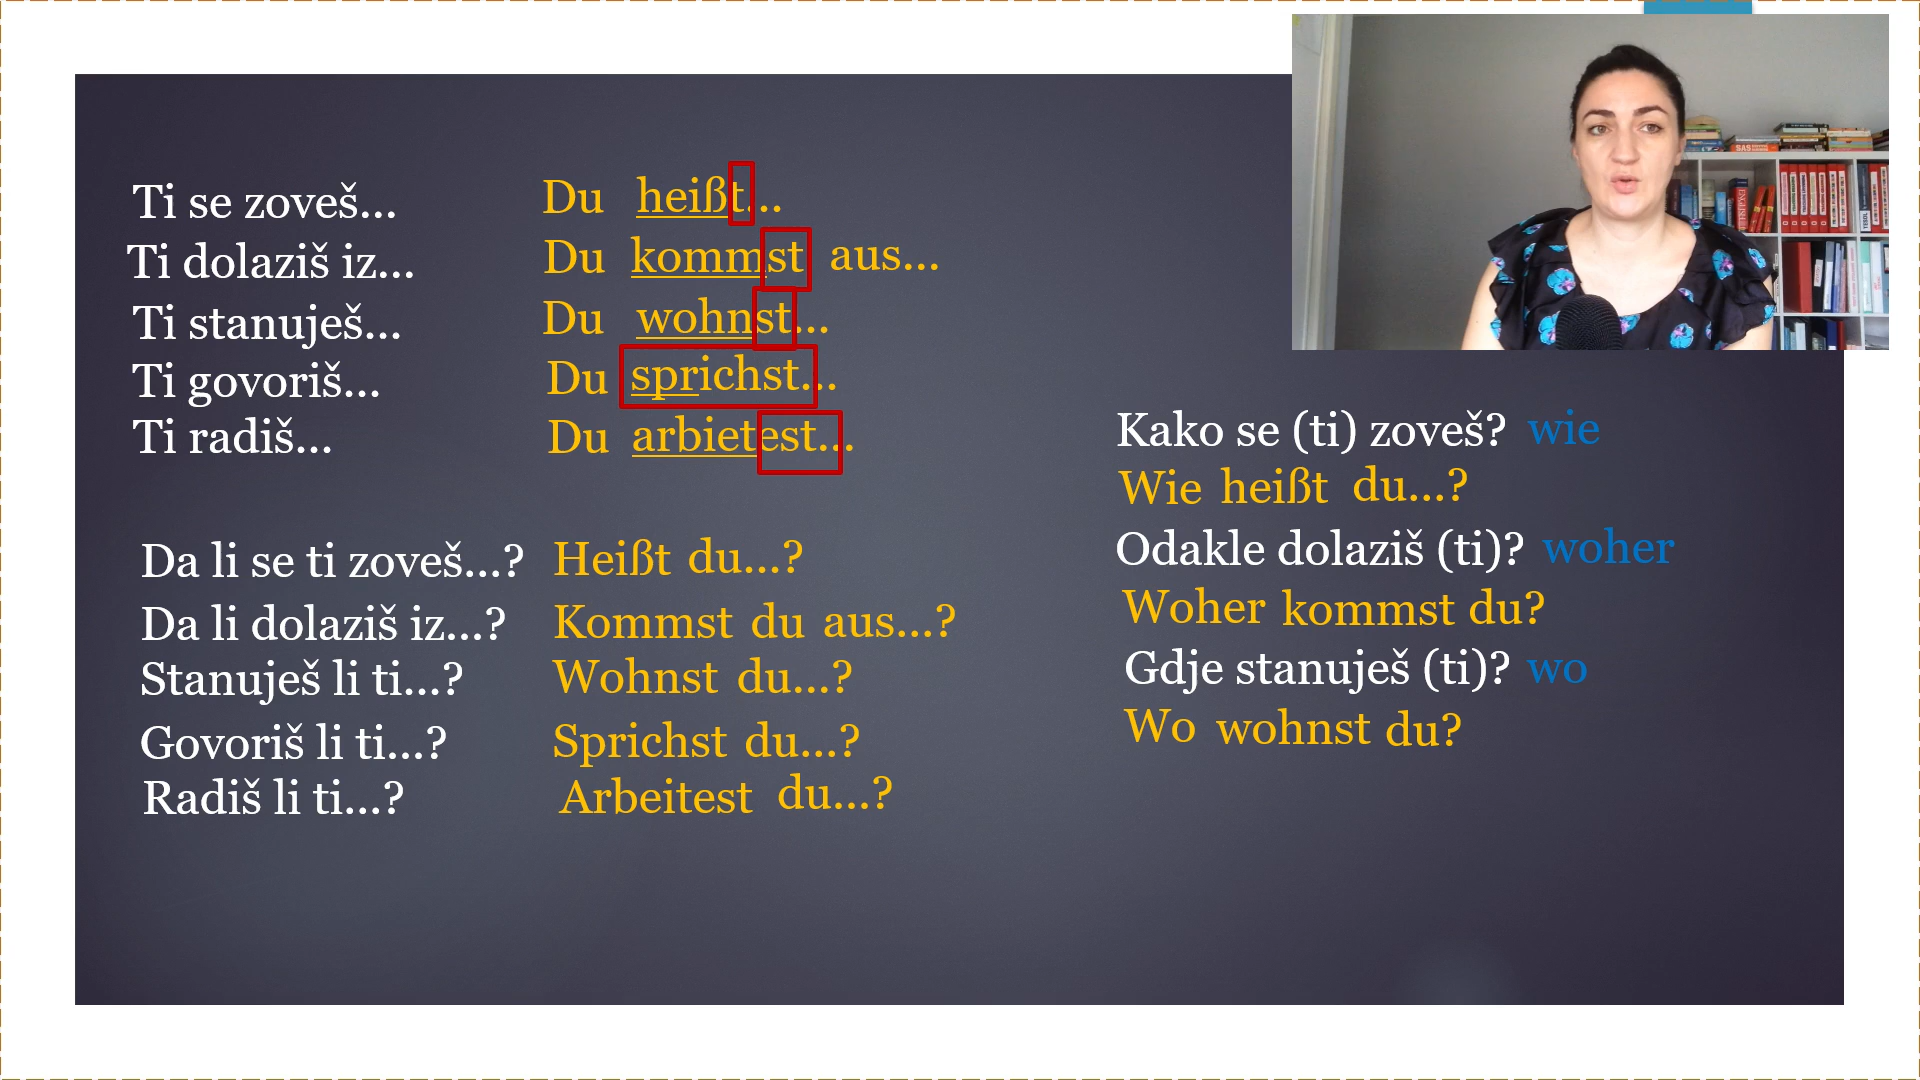 Ti se zoveš... Du heißt...
Ti dolaziš iz... Du kommst aus...
Ti stanuješ... Du wohnst...
Ti govoriš... Du sprichst...
Ti radiš... Du arbietest...
Da li se ti zoveš...? Heißt du...?
Da li dolaziš iz...? Kommst du aus...?
Stanuješ li ti...? Wohnst du...?
Govoriš li ti...? Sprichst du...?
Radiš li ti...? Arbeitest du...?
Kako se (ti) zoveš? wie
Wie heißt du...?
Odakle dolaziš (ti)? woher
Woher kommst du?
Gdje stanuješ (ti)? wo
Wo wohnst du?
SAS